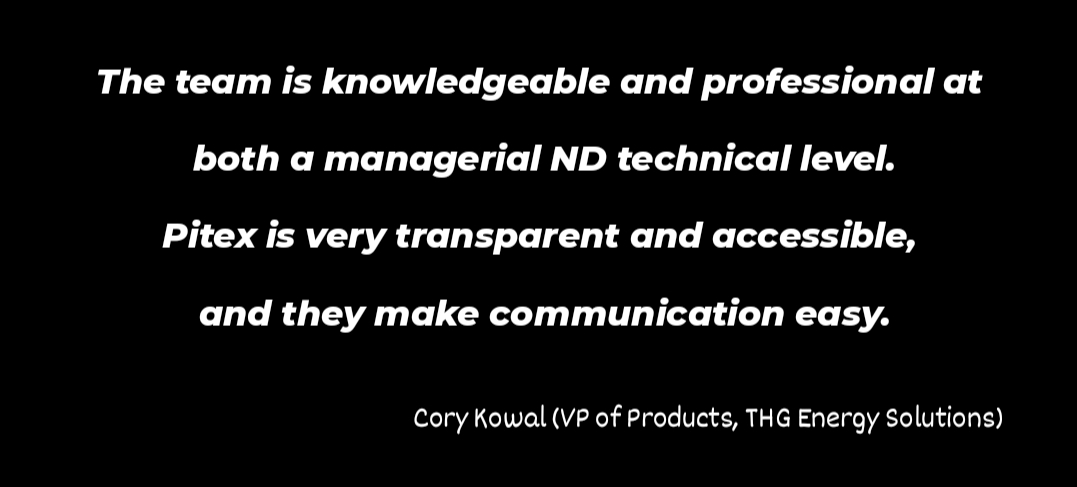 The team is knowledgeable and professional at
both a managerial ND technical level.
Pitex is very transparent and accessible,
and they make communication easy.
Cory Kowal (VP of Products, THG Energy Solutions)